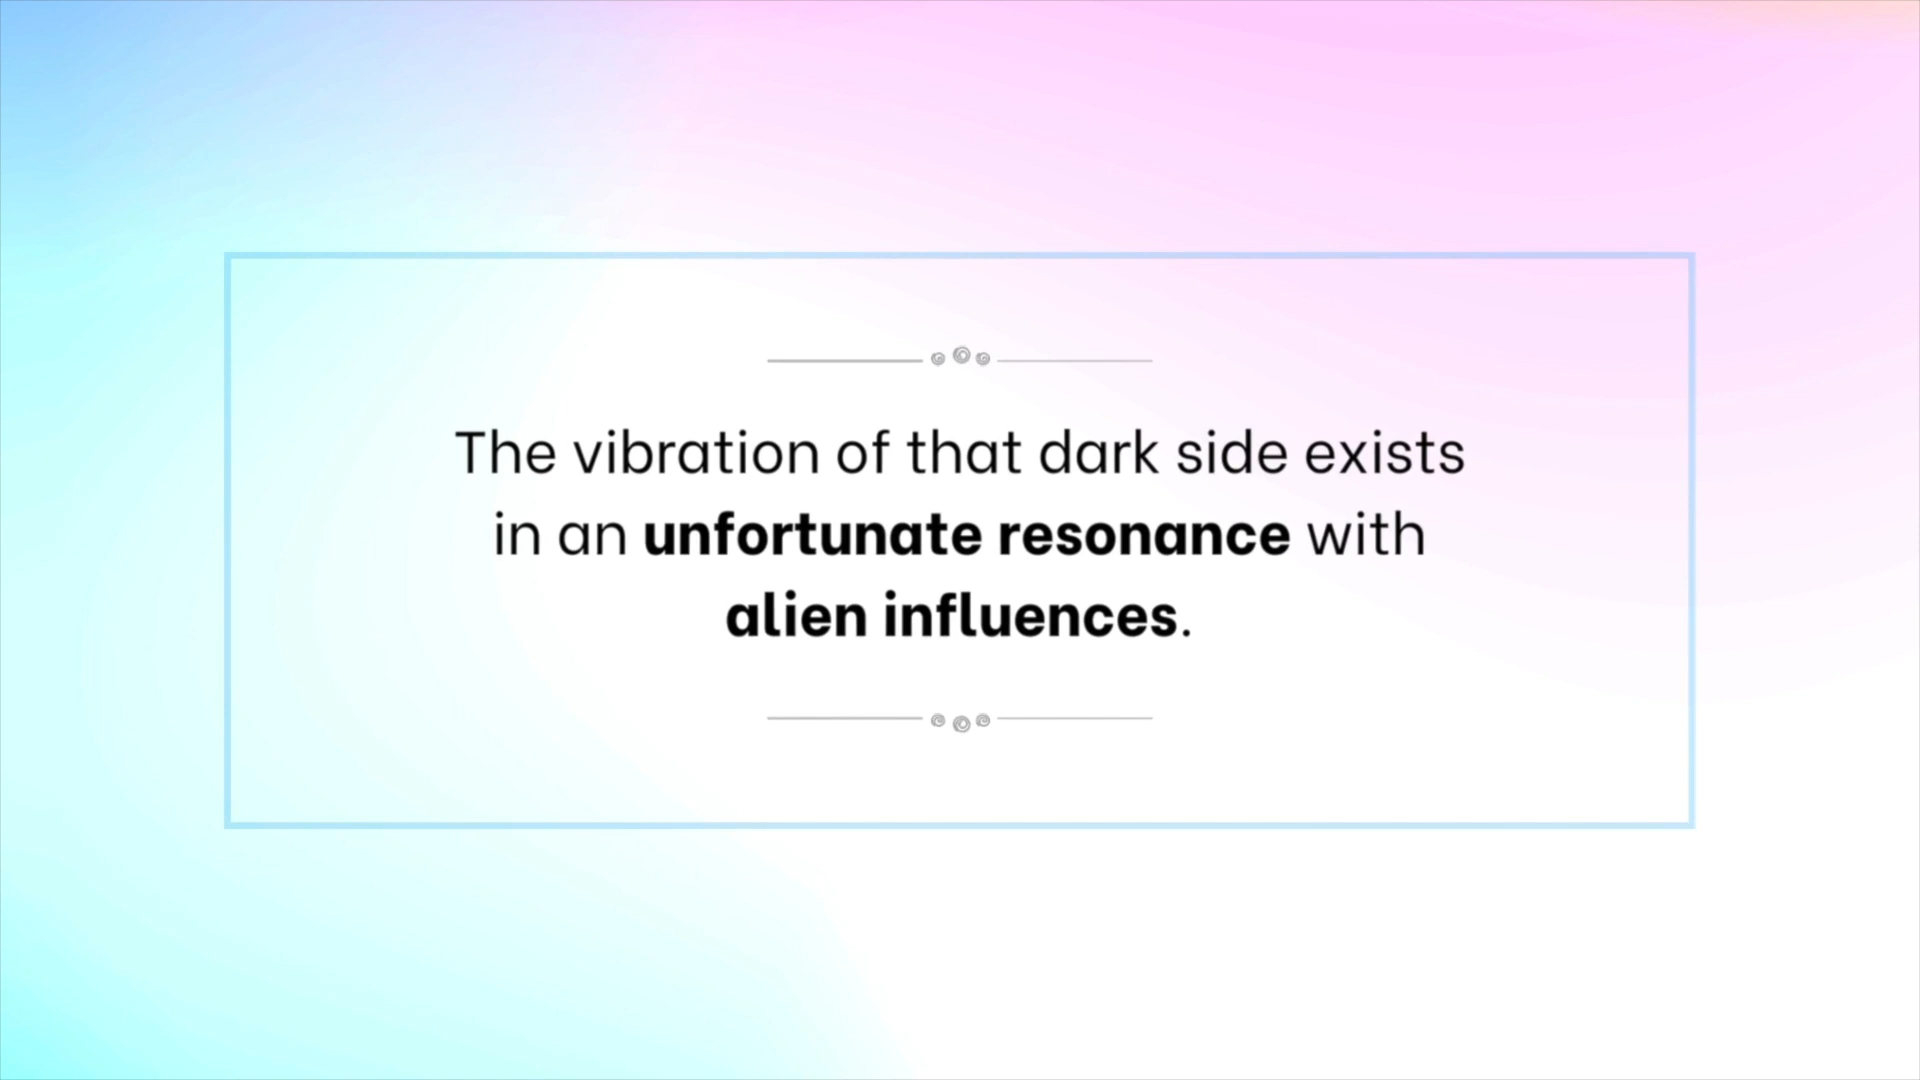 The vibration of that dark side exists
in an unfortunate resonance with
alien influences.